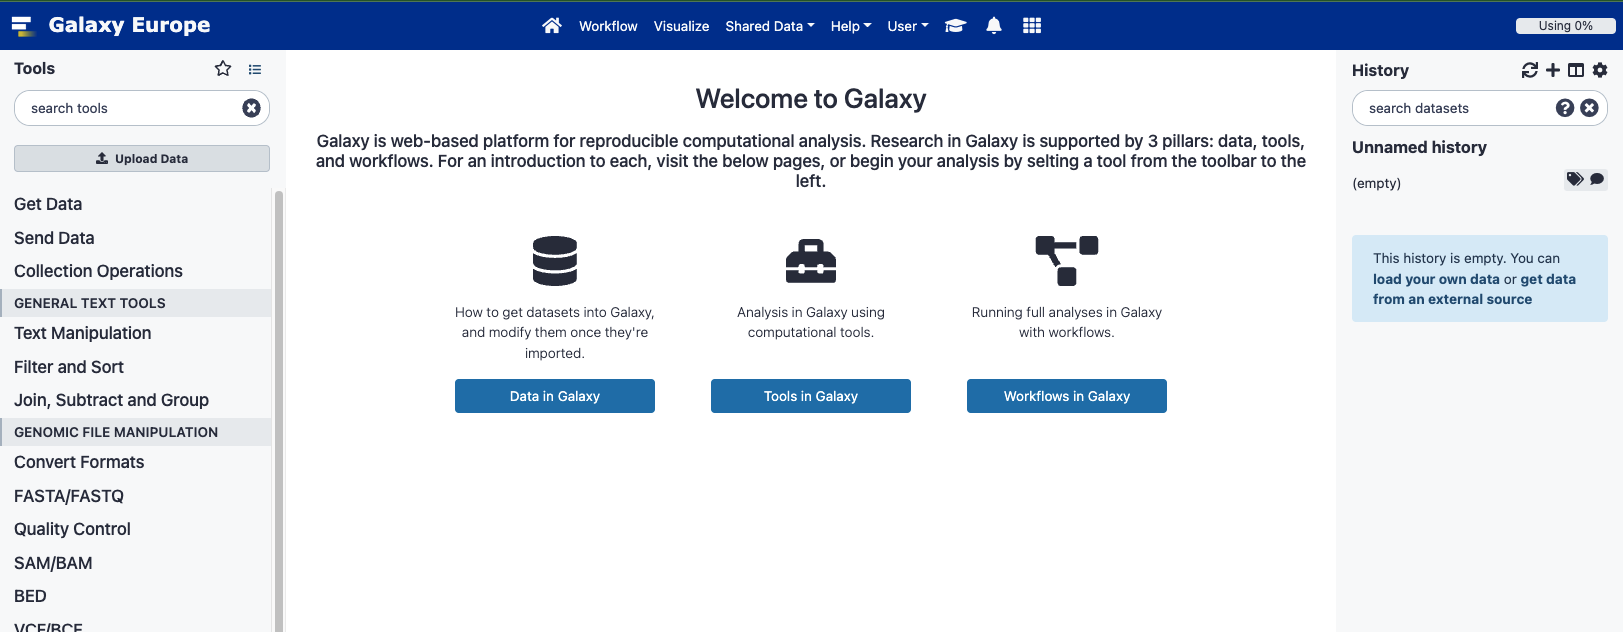 Galaxy Europe
Workflow
Visualize
Shared Data
Help
User
Using 0%
Tools
search tools
Upload Data
Get Data
Send Data
Collection Operations
GENERAL TEXT TOOLS
Text Manipulation
Filter and Sort
Join, Subtract and Group
GENOMIC FILE MANIPULATION
Convert Formats
FASTA/FASTQ
Quality Control
SAM/BAM
BED
VCF/BCF
Welcome to Galaxy
Galaxy is web-based platform for reproducible computational analysis. Research in Galaxy is supported by 3 pillars: data, tools,
and workflows. For an introduction to each, visit the below pages, or begin your analysis by selting a tool from the toolbar to the
left.
How to get datasets into Galaxy,
and modify them once they're
imported.
Data in Galaxy
Analysis in Galaxy using
computational tools.
Tools in Galaxy
Running full analyses in Galaxy
with workflows.
Workflows in Galaxy
History
search datasets
Unnamed history
(empty)
This history is empty. You can
load your own data or get data
from an external source